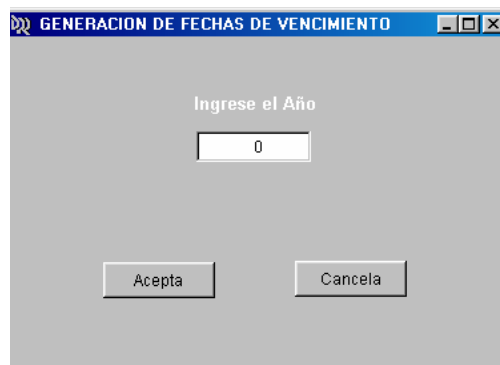 GENERACION DE FECHAS DE VENCIMIENTO
Ingrese el Año
0
Acepta
Cancela